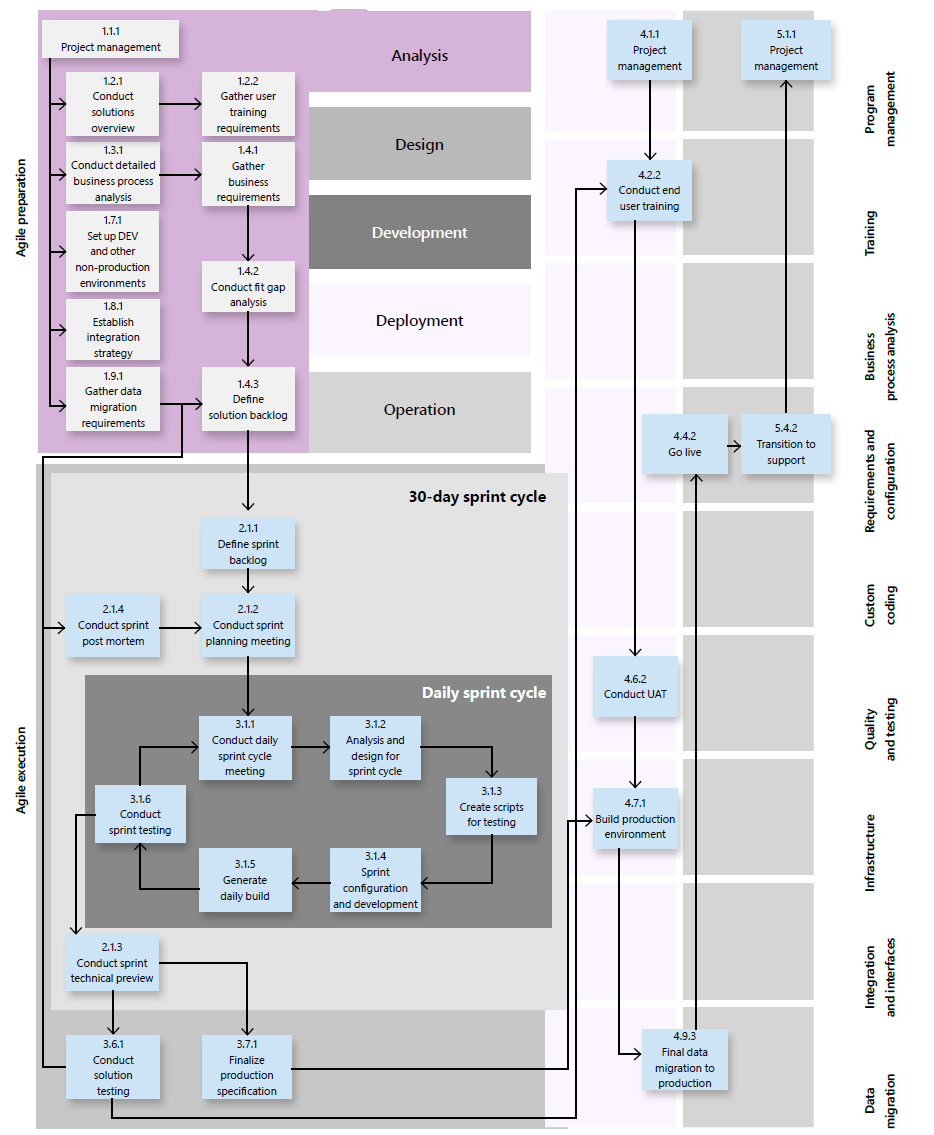 1.1.1
Project management
1.2.1
Conduct
solutions
overview
1.2.2
Gather user
training
requirements
1.3.1
Conduct detailed
business process
analysis
1.4.1
Gather
business
requirements
1.7.1
Set up DEV
and other
non-production
environments
1.4.2
Conduct fit gap
analysis
1.8.1
Establish
integration
strategy
1.9.1
Gather data
migration
requirements
1.4.3
Define
solution backlog
Agile preparation
Analysis
Design
Development
Deployment
Operation
30-day sprint cycle
2.1.1
Define sprint
backlog
2.1.4
Conduct sprint
post mortem
2.1.2
Conduct sprint
planning meeting
Daily sprint cycle
3.1.1
Conduct daily
sprint cycle
meeting
3.1.2
Analysis and
design for
sprint cycle
3.1.3
Create scripts
for testing
3.1.6
Conduct
sprint testing
3.1.5
Generate
daily build
3.1.4
Sprint
configuration
and development
2.1.3
Conduct sprint
technical preview
3.6.1
Conduct
solution
testing
3.7.1
Finalize
production
specification
Agile execution
4.1.1
Project
management
5.1.1
Project
management
4.2.2
Conduct end
user training
4.4.2
Go live
5.4.2
Transition to
support
4.6.2
Conduct UAT
4.7.1
Build production
environment
4.9.3
Final data
migration to
production
Program
management
Training
Business
process analysis
Requirements and
configuration
Custom
coding
Quality
and testing
Infrastructure
Integration
and interfaces
Data
migration